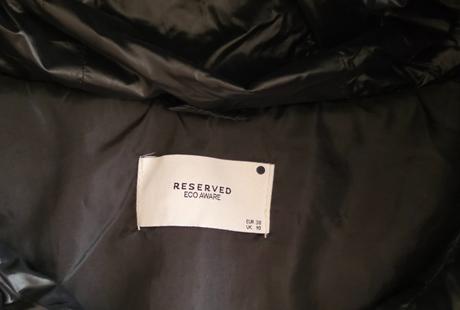 RESERVED
ECO AWARE
EUR 38
UK 10